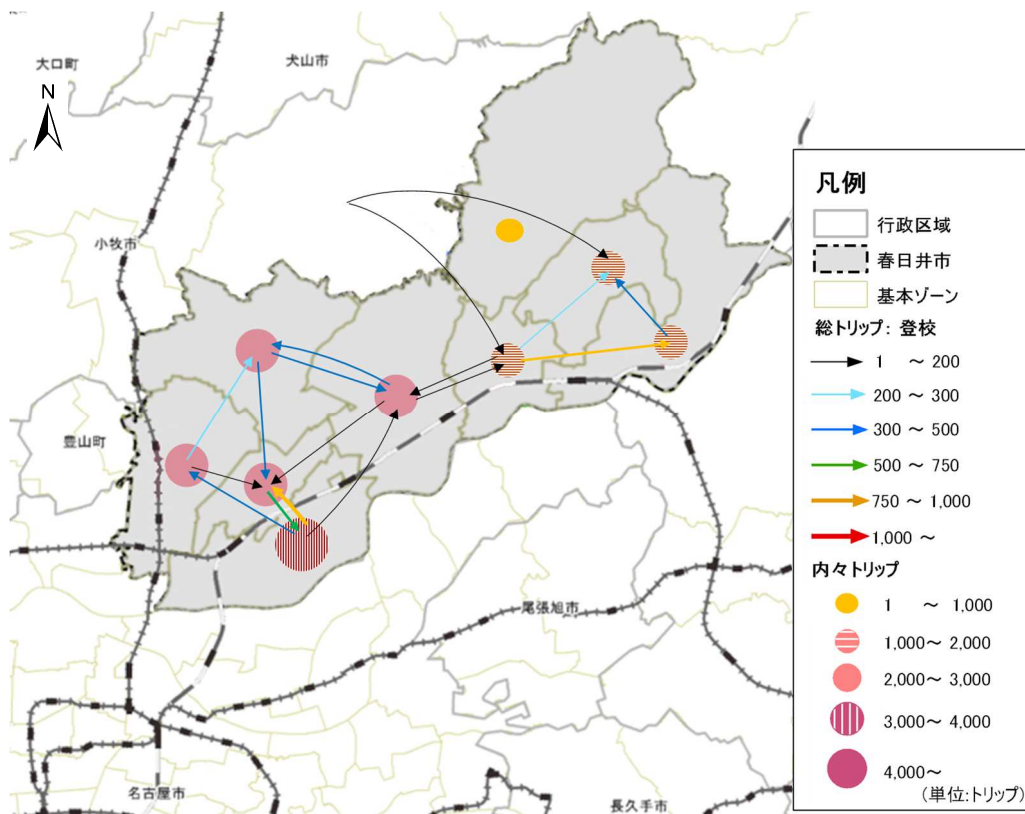 大口町
犬山市
N
小牧市
豊山町
尾張旭市
名古屋市
長久手市
凡例
行政区域
春日井市
基本ゾーン
総トリップ: 登校
1 ～ 200
200 ～ 300
300 ～ 500
500 ～ 750
750 ～ 1,000
1,000 ～
内々トリップ
1 ～ 1,000
1,000～ 2,000
2,000～ 3,000
3,000～ 4,000
4,000～
(単位:トリップ)